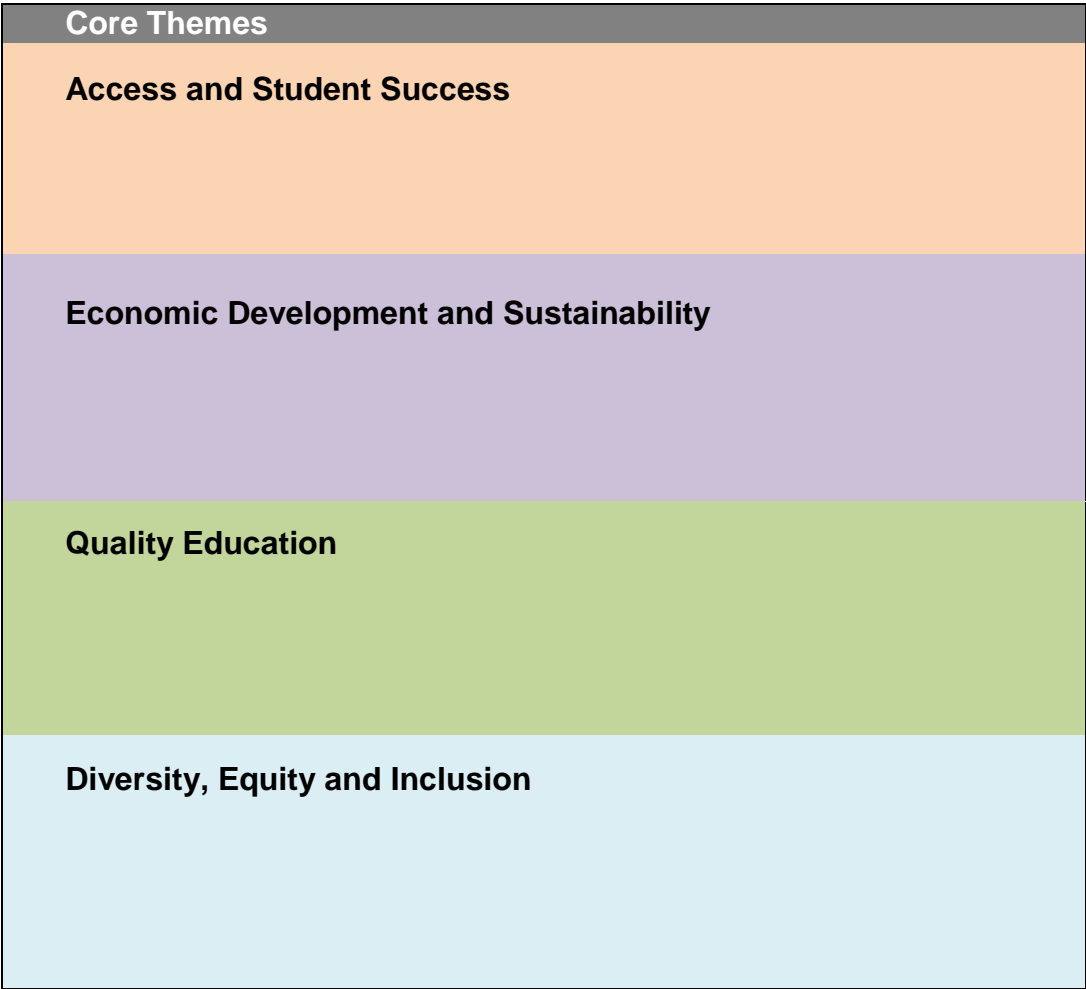 Core Themes
Access and Student Success
Economic Development and Sustainability
Quality Education
Diversity, Equity and Inclusion